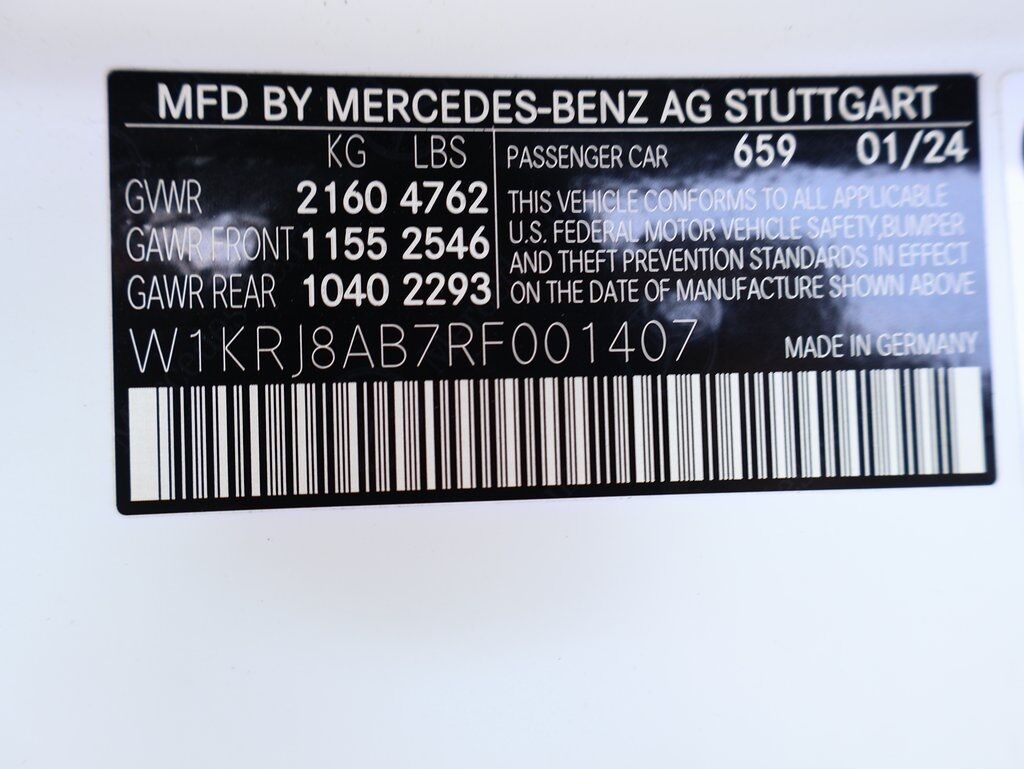 MFD BY MERCEDES-BENZ AG STUTTGART
KG LBS
GVWR 2160 4762
GAWR FRONT 1155 2546
GAWR REAR 1040 2293
PASSENGER CAR 659 01/24
THIS VEHICLE CONFORMS TO ALL APPLICABLE
U.S. FEDERAL MOTOR VEHICLE SAFETY,BUMPER
AND THEFT PREVENTION STANDARDS IN EFFECT
ON THE DATE OF MANUFACTURE SHOWN ABOVE
W1KRJ8AB7RF001407
MADE IN GERMANY